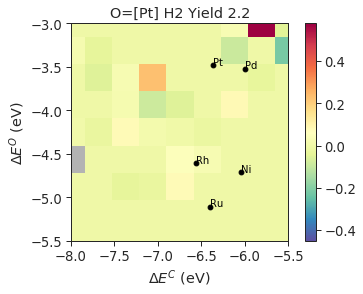 O=[Pt] H2 Yield 2.2
−3.0
−3.5
−4.0
−4.5
−5.0
−5.5
ΔE^O (eV)
Pt
Pd
Rh
Ni
Ru
−8.0 −7.5 −7.0 −6.5 −6.0 −5.5
ΔE^C (eV)
0.4
0.2
0.0
−0.2
−0.4